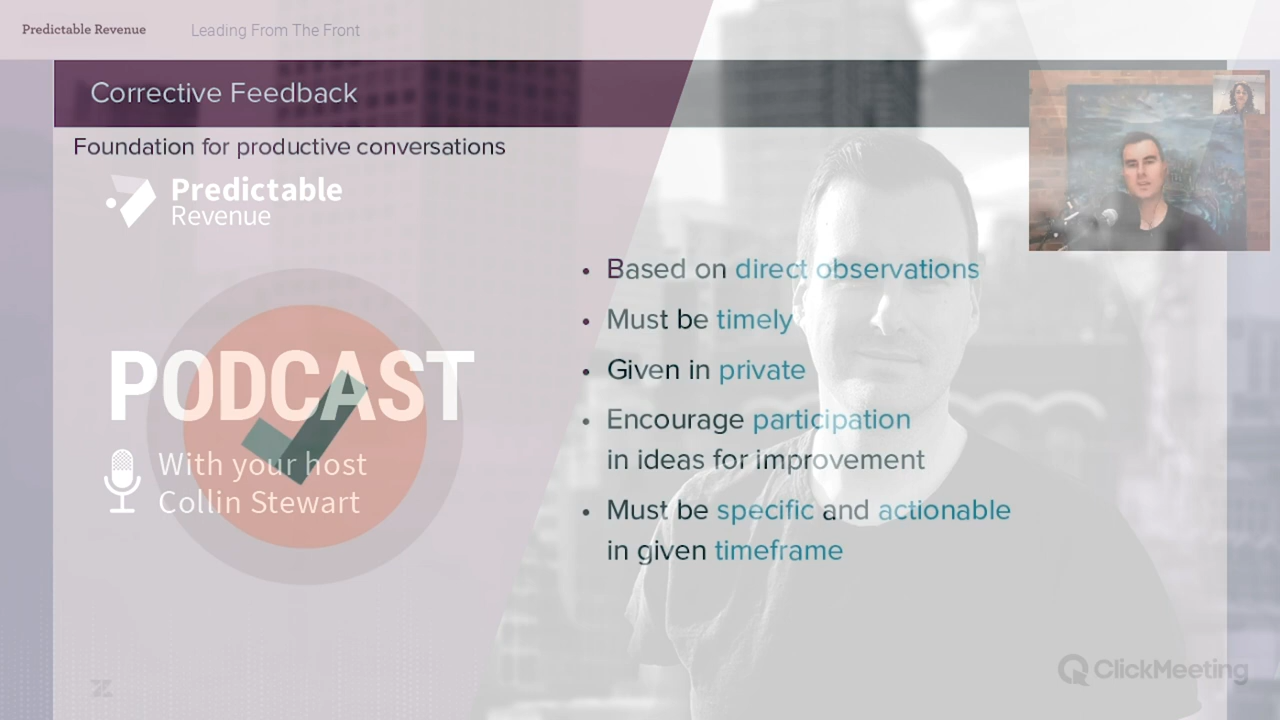 Predictable Revenue
Leading From The Front
Corrective Feedback
Foundation for productive conversations
Predictable
Revenue
PODCAST
With your host
Collin Stewart
Based on direct observations
Must be timely
Given in private
Encourage participation
in ideas for improvement
Must be specific and actionable
in given timeframe
ClickMeeting